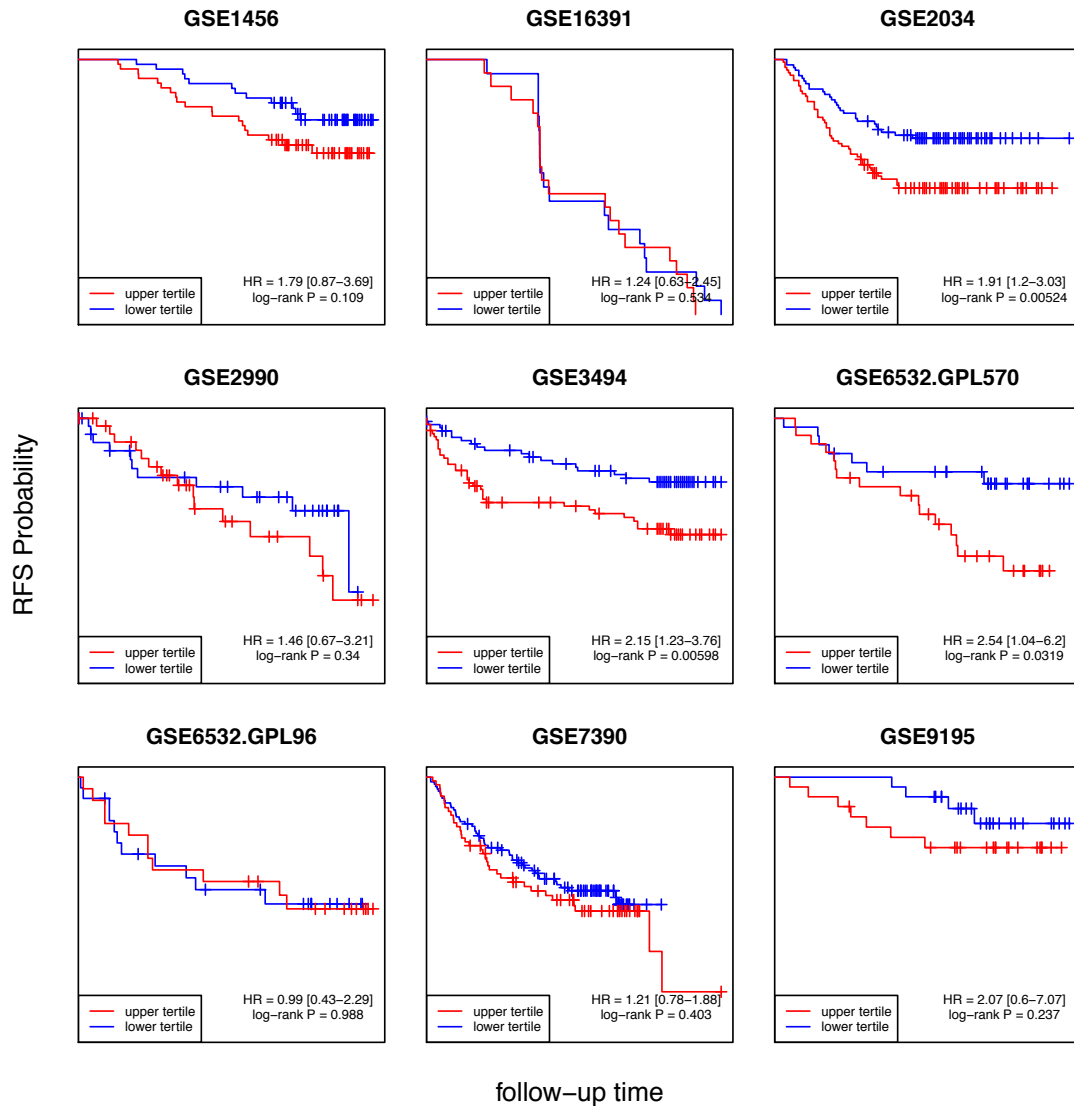 GSE1456
GSE16391
GSE2034
upper tertile
lower tertile
HR = 1.79 [0.87−3.69]
log−rank P = 0.109
upper tertile
lower tertile
HR = 1.24 [0.63−2.45]
log−rank P = 0.534
upper tertile
lower tertile
HR = 1.91 [1.2−3.03]
log−rank P = 0.00524
RFS Probability
GSE2990
GSE3494
GSE6532.GPL570
upper tertile
lower tertile
HR = 1.46 [0.67−3.21]
log−rank P = 0.34
upper tertile
lower tertile
HR = 2.15 [1.23−3.76]
log−rank P = 0.00598
upper tertile
lower tertile
HR = 2.54 [1.04−6.2]
log−rank P = 0.0319
GSE6532.GPL96
GSE7390
GSE9195
upper tertile
lower tertile
HR = 0.99 [0.43−2.29]
log−rank P = 0.988
upper tertile
lower tertile
HR = 1.21 [0.78−1.88]
log−rank P = 0.403
upper tertile
lower tertile
HR = 2.07 [0.6−7.07]
log−rank P = 0.237
follow−up time